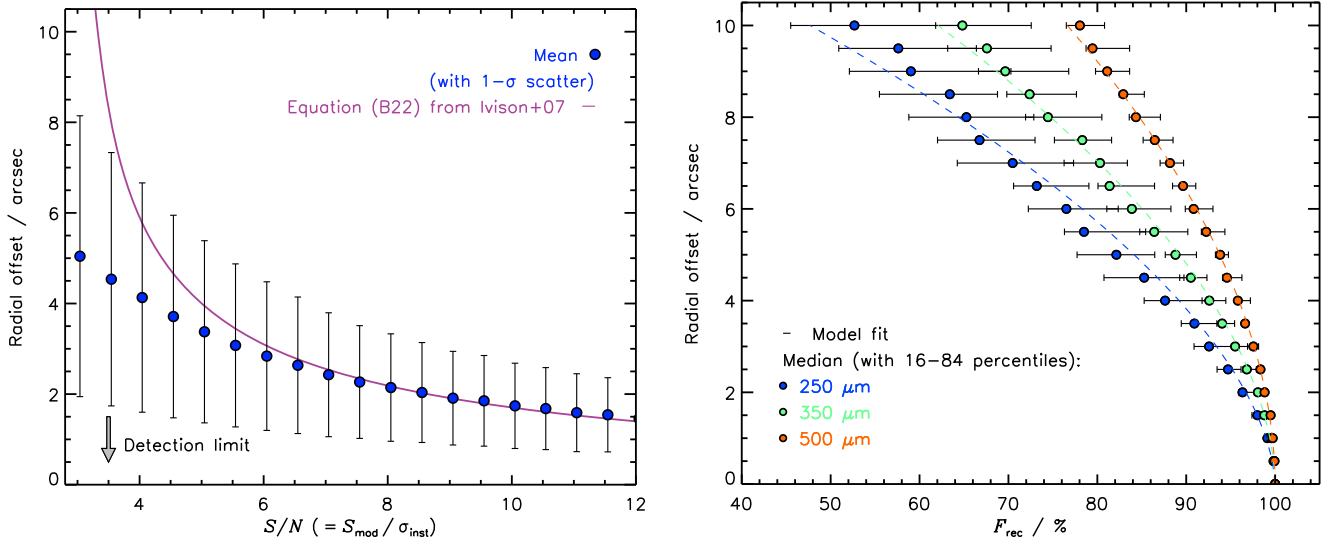 10
8
6
4
2
0
Radial offset / arcsec
Mean
(with 1−σ scatter)
Equation (B22) from Ivison+07 —
Detection limit
4 6 8 10 12
S/N (= S_mod / σ_inst)
10
8
6
4
2
0
Radial offset / arcsec
– Model fit
Median (with 16−84 percentiles):
250 μm
350 μm
500 μm
40 50 60 70 80 90 100
F_rec / %